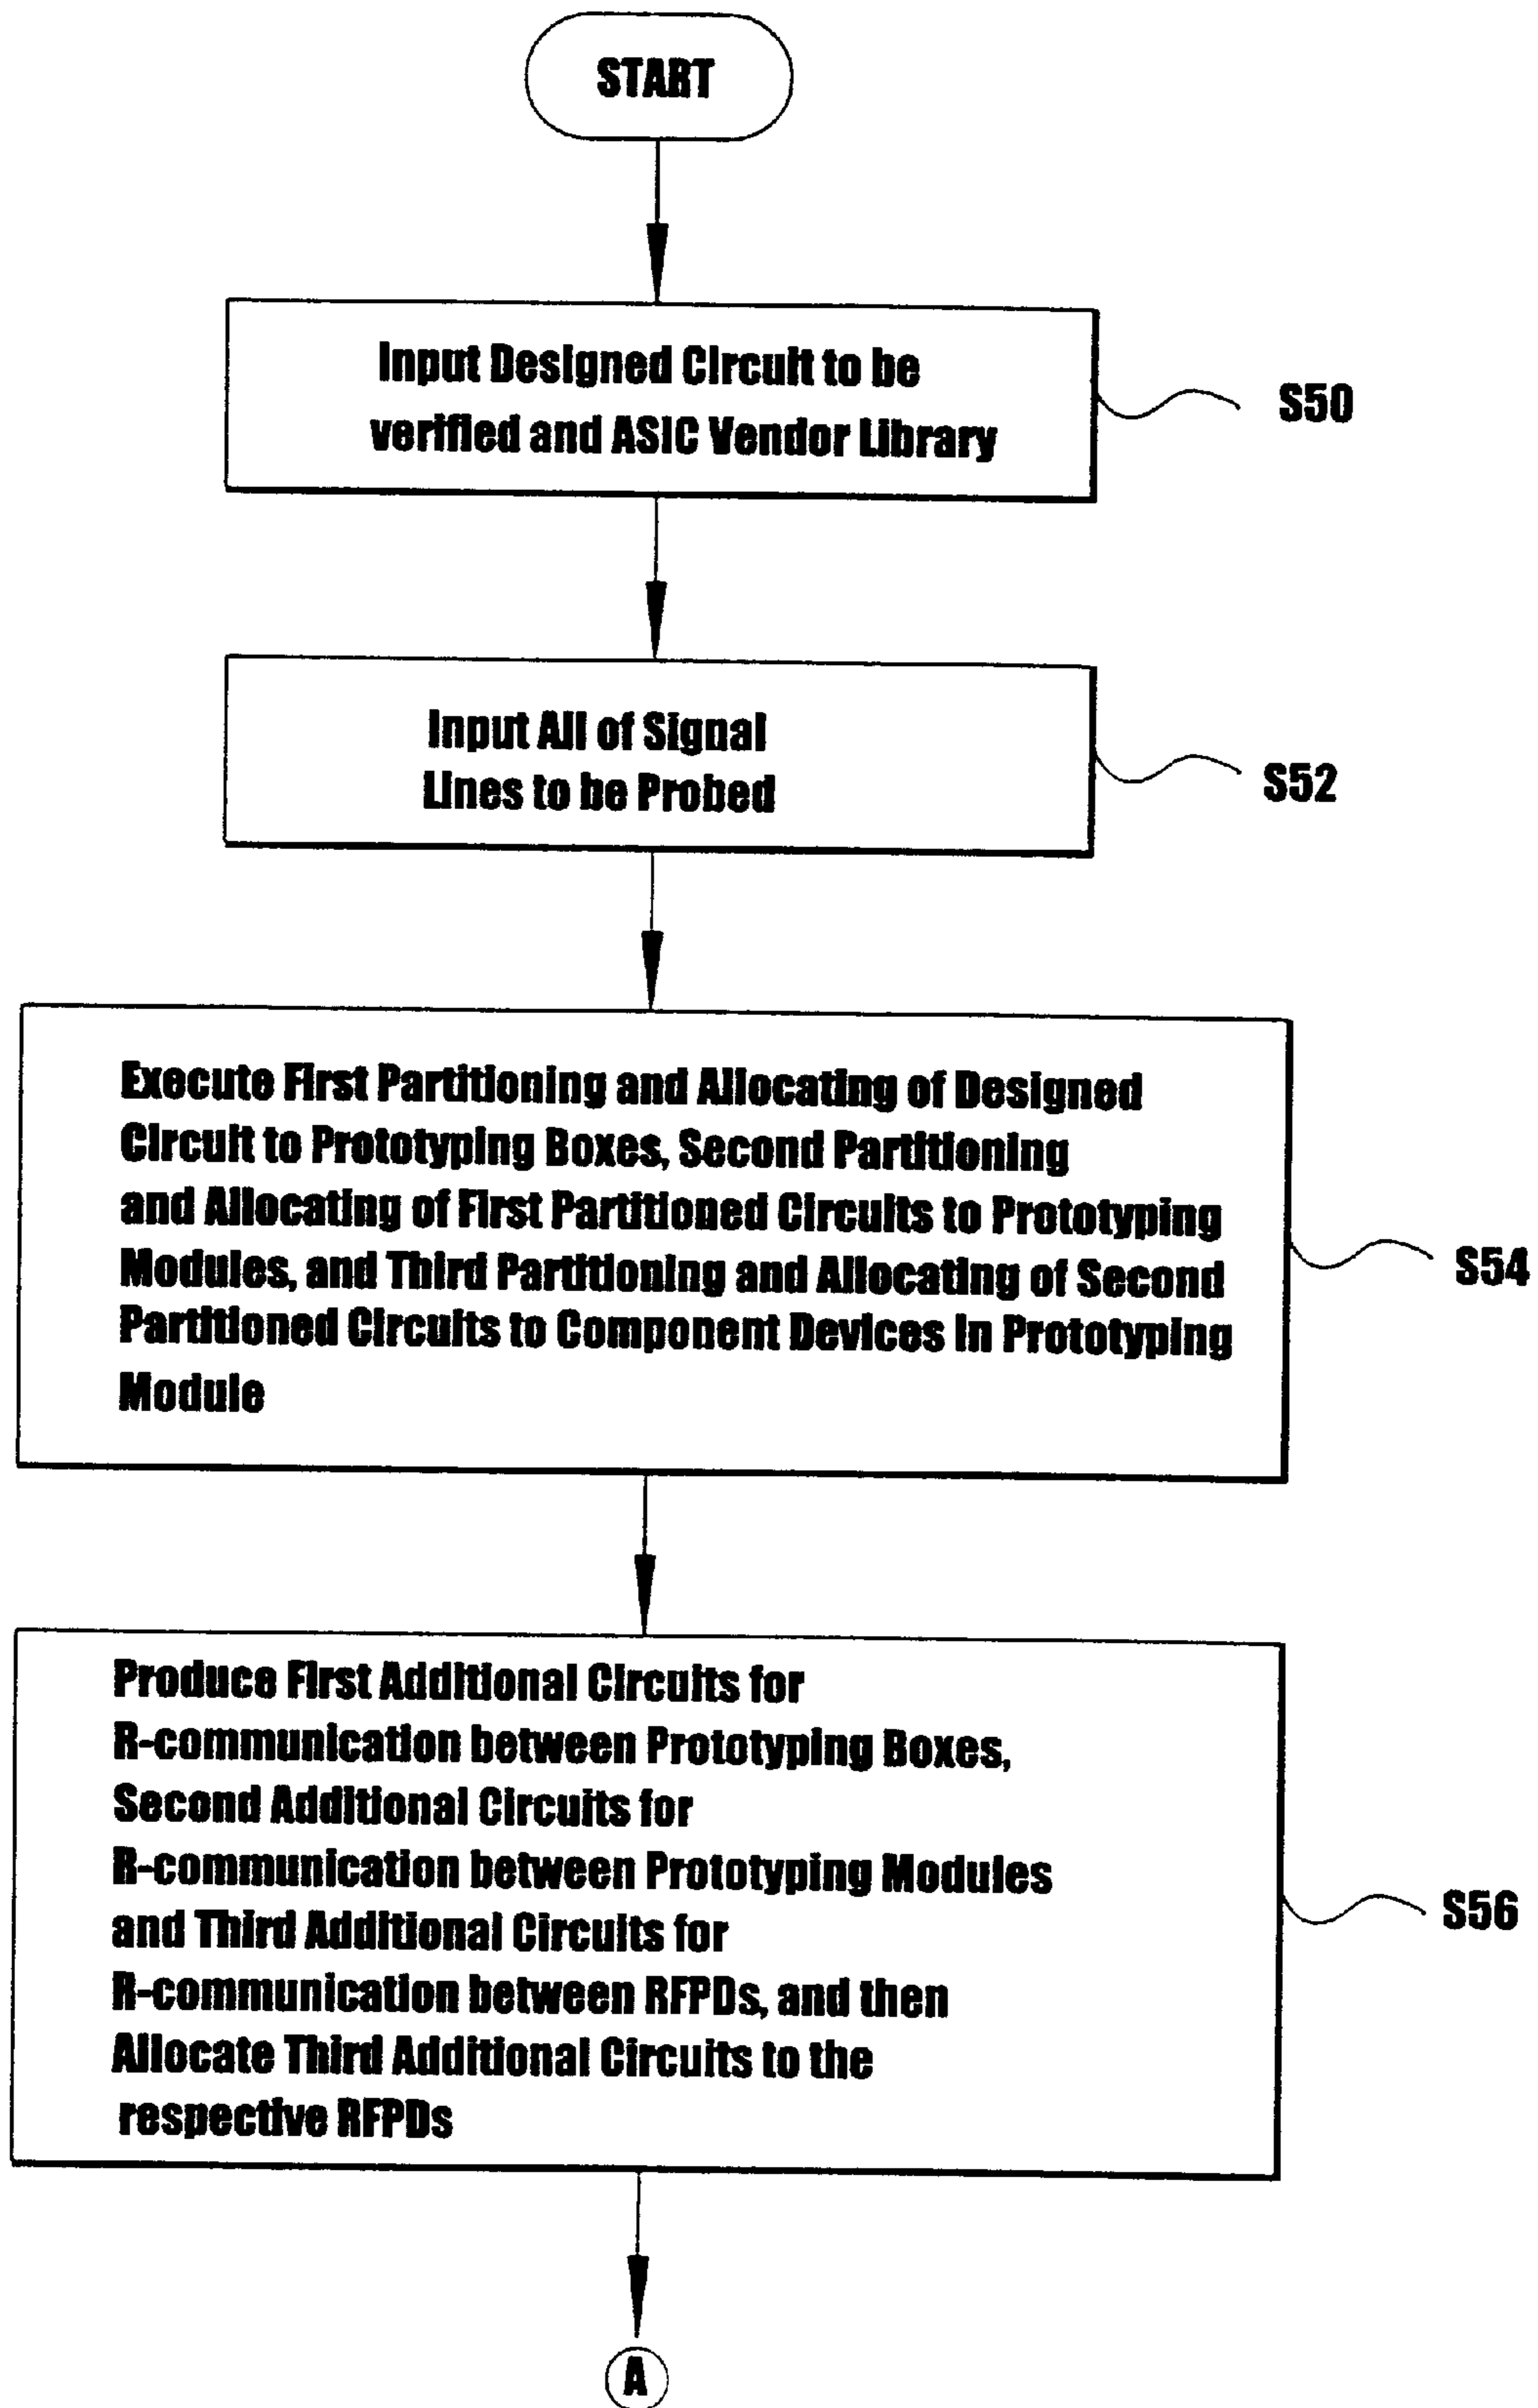 START
Input Designed Circuit to be
verified and ASIC Vendor Library
S50
Input All of Signal
Lines to be Probed
S52
Execute First Partitioning and Allocating of Designed
Circuit to Prototyping Boxes, Second Partitioning
and Allocating of First Partitioned Circuits to Prototyping
Modules, and Third Partitioning and Allocating of Second
Partitioned Circuits to Component Devices in Prototyping
Module
S54
Produce First Additional Circuits for
R-communication between Prototyping Boxes,
Second Additional Circuits for
R-communication between Prototyping Modules
and Third Additional Circuits for
R-communication between RFPDs, and then
Allocate Third Additional Circuits to the
respective RFPDs
S56
A